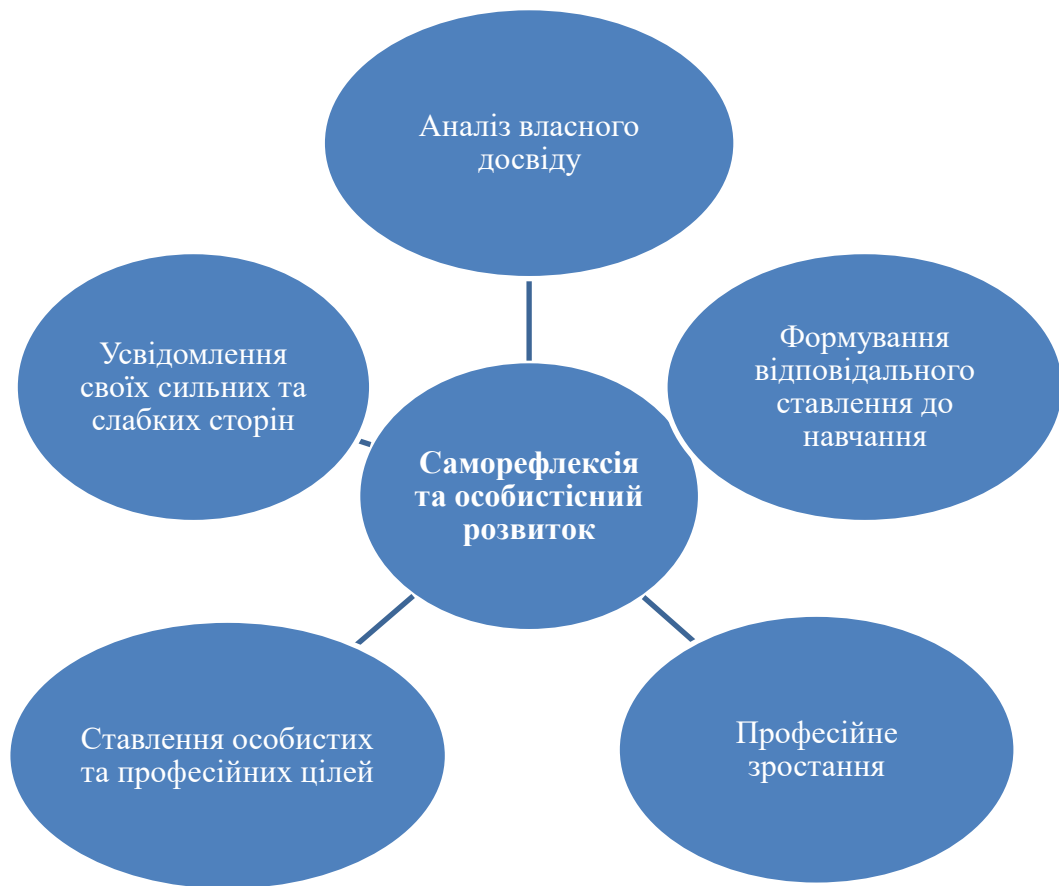 Аналіз власного
досвіду
Усвідомлення
своїх сильних та
слабких сторін
Формування
відповідального
ставлення до
навчання
Саморефлексія
та особистісний
розвиток
Ставлення особистих
та професійних цілей
Професійне
зростання